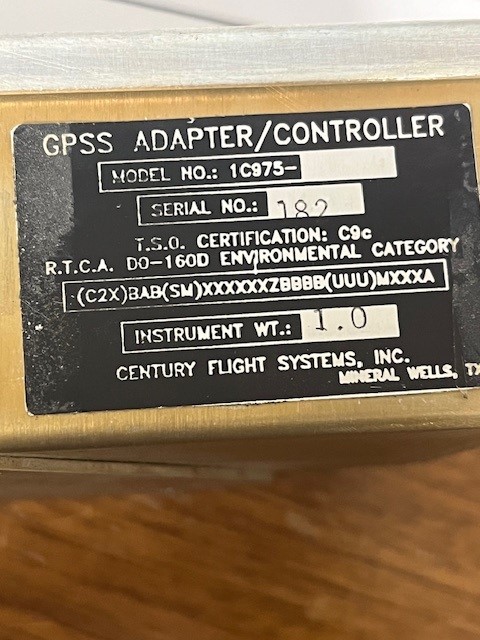 GPSS ADAPTER/CONTROLLER
MODEL NO.: 1C975-
SERIAL NO.: 182
T.S.O. CERTIFICATION: C9c
R.T.C.A. DO-160D ENVIRONMENTAL CATEGORY
(C2X)BAB(SM)XXXXXXZBBBB(UUU)MXXXA
INSTRUMENT WT.: 1.0
CENTURY FLIGHT SYSTEMS, INC.
MINERAL WELLS, TX